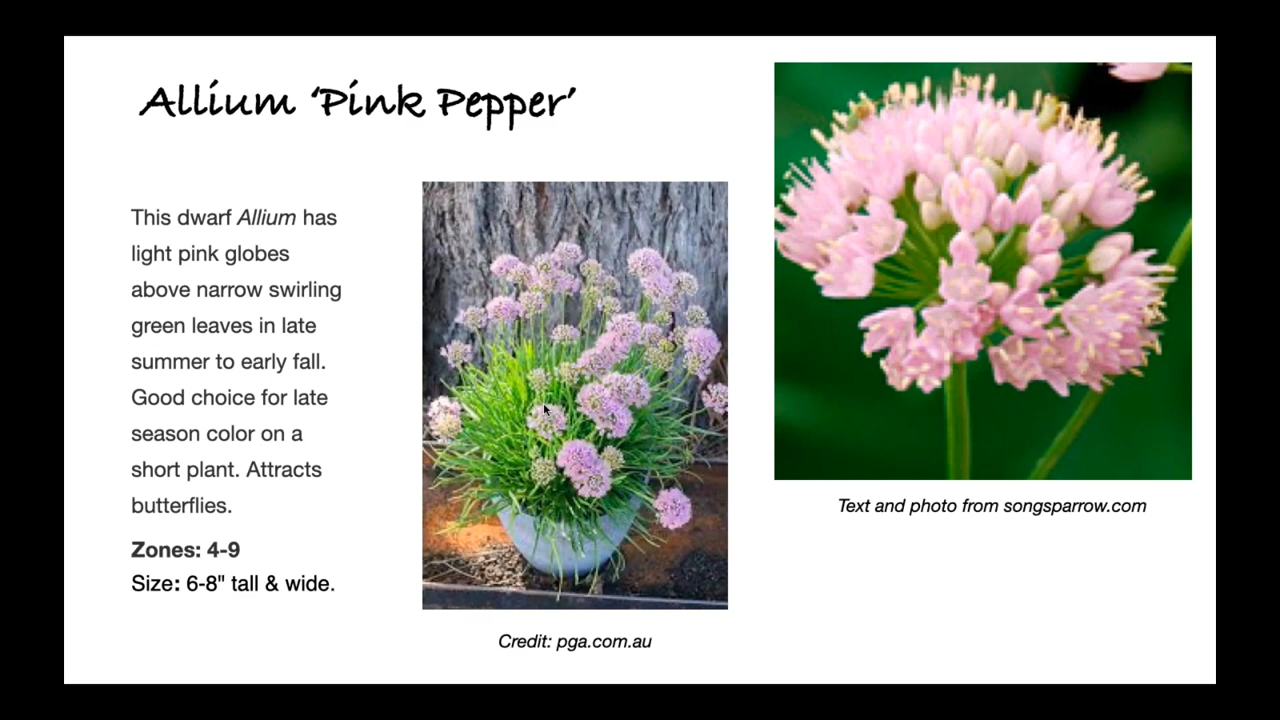 Allium ‘Pink Pepper’
This dwarf Allium has
light pink globes
above narrow swirling
green leaves in late
summer to early fall.
Good choice for late
season color on a
short plant. Attracts
butterflies.
Zones: 4-9
Size: 6-8" tall & wide.
Credit: pga.com.au
Text and photo from songsparrow.com